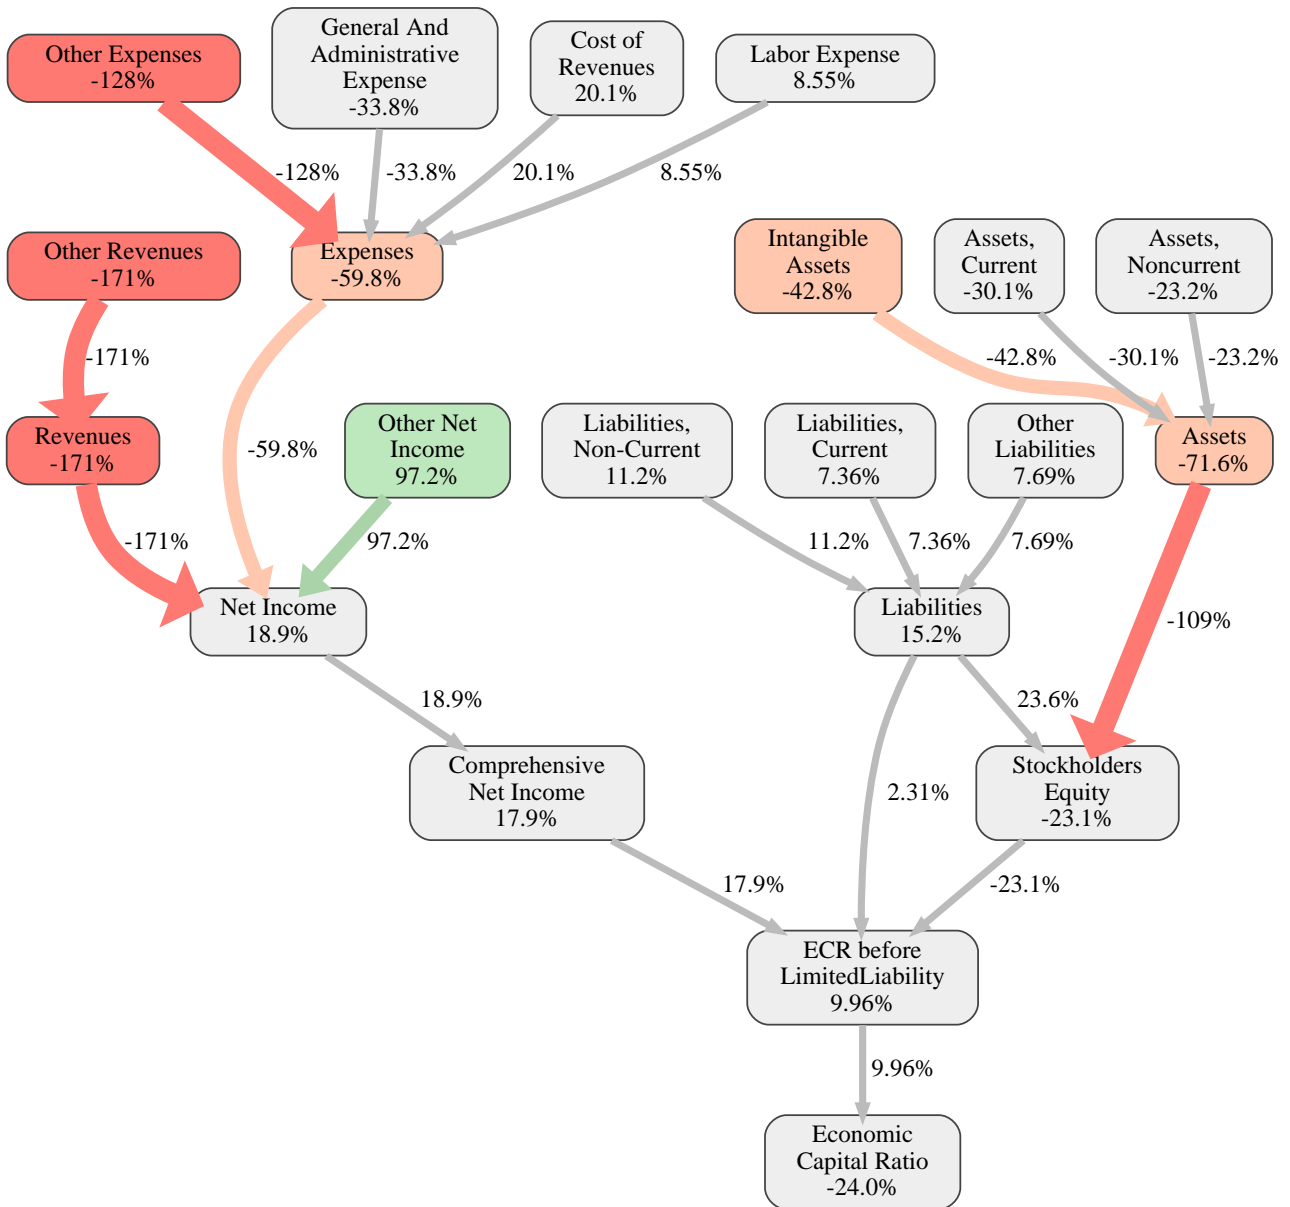 Other Expenses
-128%
General And
Administrative
Expense
-33.8%
Cost of
Revenues
20.1%
Labor Expense
8.55%
-128%
-33.8%
20.1%
8.55%
Other Revenues
-171%
Expenses
-59.8%
Intangible
Assets
-42.8%
Assets,
Current
-30.1%
Assets,
Noncurrent
-23.2%
-171%
-42.8%
-30.1%
-23.2%
Revenues
-171%
-59.8%
Other Net
Income
97.2%
Liabilities,
Non-Current
11.2%
Liabilities,
Current
7.36%
Other
Liabilities
7.69%
Assets
-71.6%
-171%
97.2%
11.2%
7.36%
7.69%
Net Income
18.9%
Liabilities
15.2%
-109%
18.9%
23.6%
Comprehensive
Net Income
17.9%
2.31%
Stockholders
Equity
-23.1%
17.9%
-23.1%
ECR before
LimitedLiability
9.96%
9.96%
Economic
Capital Ratio
-24.0%